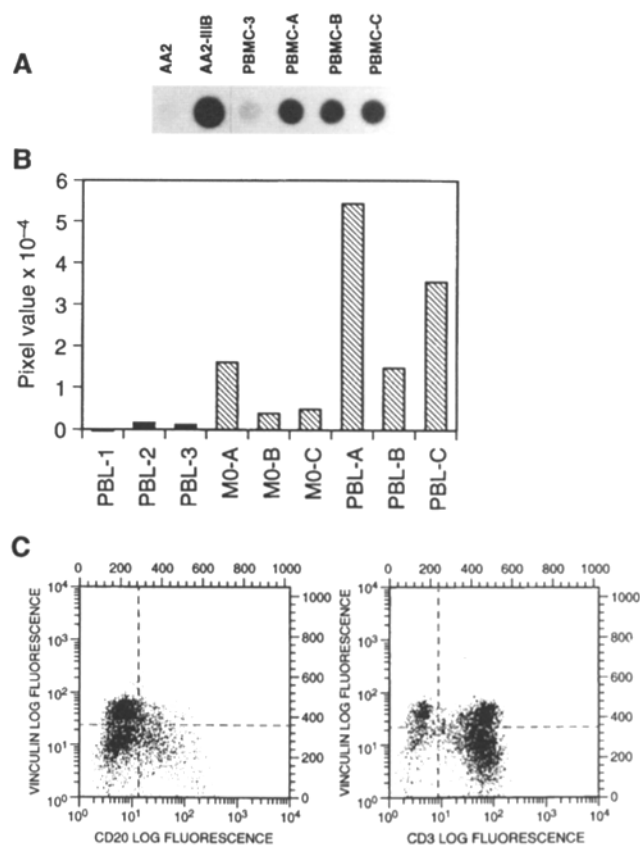 A
AA2
AA2-IIIB
PBMC-3
PBMC-A
PBMC-B
PBMC-C
B
Pixel value x 10⁻⁴
6
5
4
3
2
1
0
PBL-1
PBL-2
PBL-3
M0-A
M0-B
M0-C
PBL-A
PBL-B
PBL-C
C
0 200 400 600 800 1000
VINCULIN LOG FLUORESCENCE
10⁴
10³
10²
10¹
10⁰
1000
800
600
400
200
0
10⁰ 10¹ 10² 10³ 10⁴
CD20 LOG FLUORESCENCE
0 200 400 600 800 1000
VINCULIN LOG FLUORESCENCE
10⁴
10³
10²
10¹
10⁰
1000
800
600
400
200
0
10⁰ 10¹ 10² 10³ 10⁴
CD3 LOG FLUORESCENCE